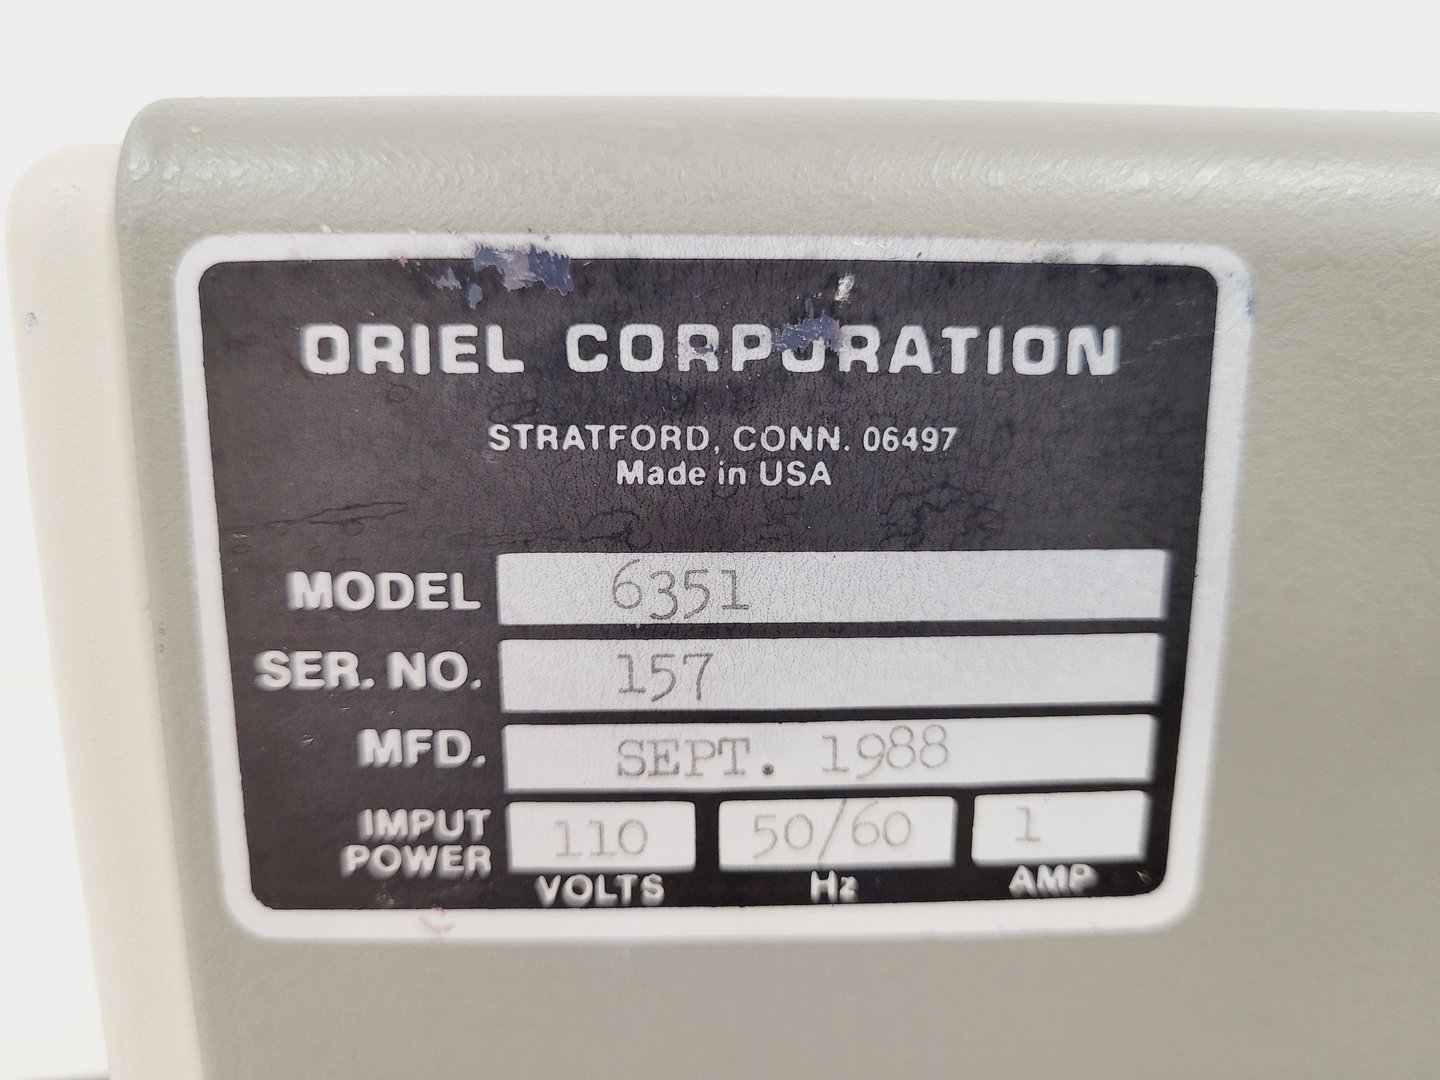 ORIEL CORPORATION
STRATFORD, CONN. 06497
Made in USA
MODEL 6351
SER. NO. 157
MFD. SEPT. 1988
IMPUT POWER 110 VOLTS 50/60 Hz 1 AMP